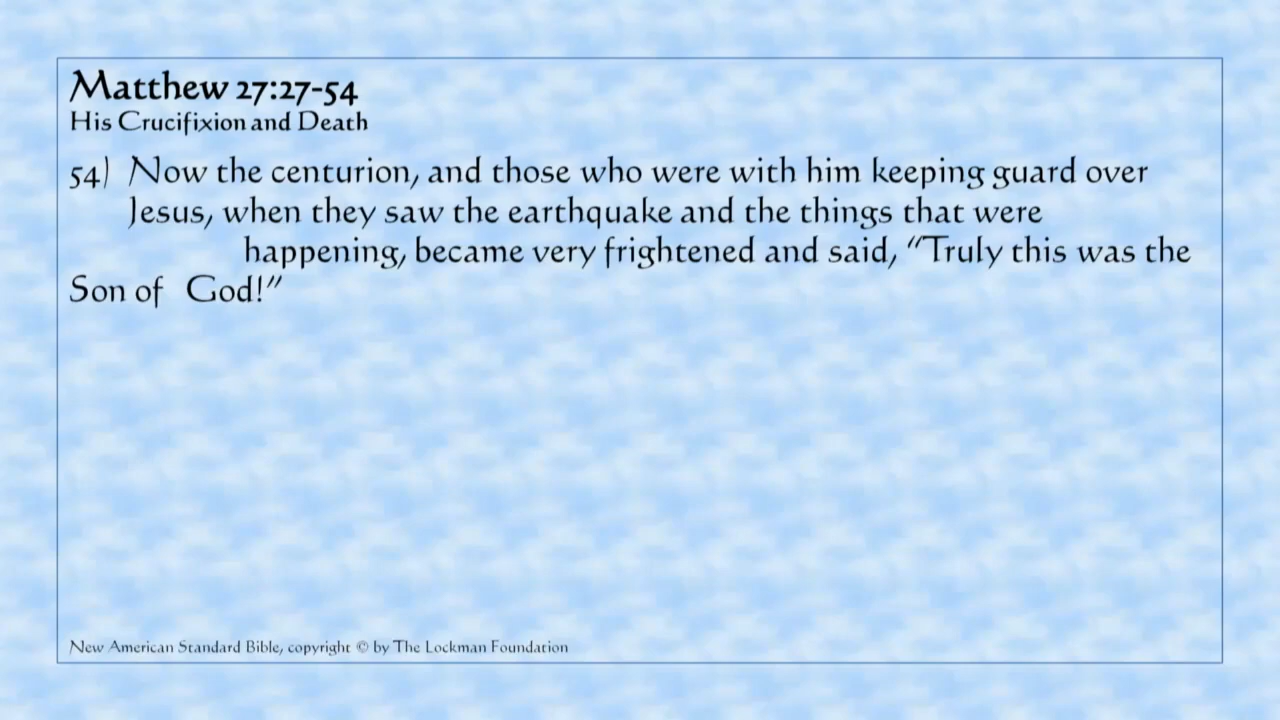 Matthew 27:27-54
His Crucifixion and Death
54) Now the centurion, and those who were with him keeping guard over
Jesus, when they saw the earthquake and the things that were
happening, became very frightened and said, “Truly this was the
Son of God!”
New American Standard Bible, copyright © by The Lockman Foundation